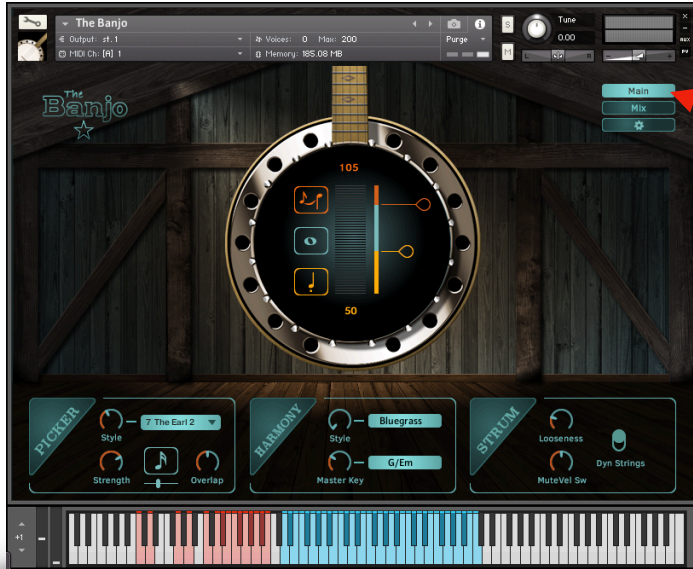 The Banjo
Output: st.1
Voices: 0 Max: 200
Purge
MIDI Ch: [A] 1
Memory: 185.08 MB
S
M
Tune
0.00
L
R
AUX
PV
The
Banjo
Main
Mix
105
50
PICKER
Style
7 The Earl 2
Strength
Overlap
HARMONY
Style
Bluegrass
Master Key
G/Em
STRUM
Looseness
MuteVel Sw
Dyn Strings
+1